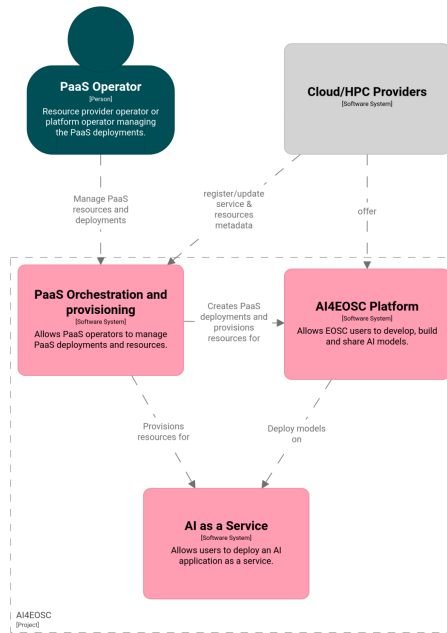 PaaS Operator
[Person]
Resource provider operator or
platform operator managing
the PaaS deployments.
Cloud/HPC Providers
[Software System]
Manage PaaS
resources and
deployments
register/update
service &
resources
metadata
offer
PaaS Orchestration and
provisioning
[Software System]
Allows PaaS operators to manage
PaaS deployments and resources.
Creates PaaS
deployments and
provisions
resources for
AI4EOSC Platform
[Software System]
Allows EOSC users to develop, build
and share AI models.
Provisions
resources for
Deploy models
on
AI as a Service
[Software System]
Allows users to deploy an AI
application as a service.
AI4EOSC
[Project]